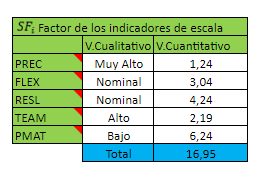 SFᵢ Factor de los indicadores de escala
V.Cualitativo V.Cuantitativo
PREC Muy Alto 1,24
FLEX Nominal 3,04
RESL Nominal 4,24
TEAM Alto 2,19
PMAT Bajo 6,24
Total 16,95